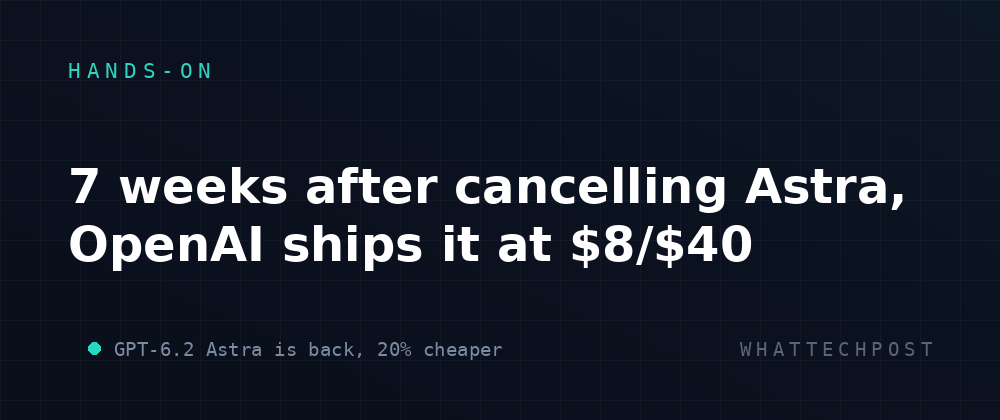 HANDS-ON
7 weeks after cancelling Astra,
OpenAI ships it at $8/$40
GPT-6.2 Astra is back, 20% cheaper
WHATTECHPOST